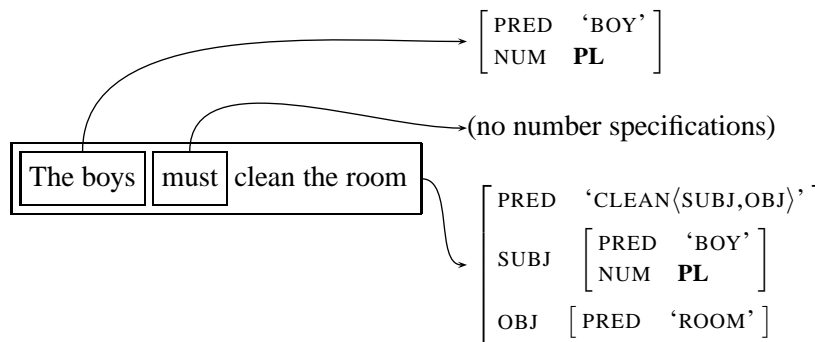 PRED ‘BOY’
NUM PL
(no number specifications)
The boys must clean the room
PRED ‘CLEAN⟨SUBJ,OBJ⟩’
SUBJ PRED ‘BOY’
NUM PL
OBJ PRED ‘ROOM’